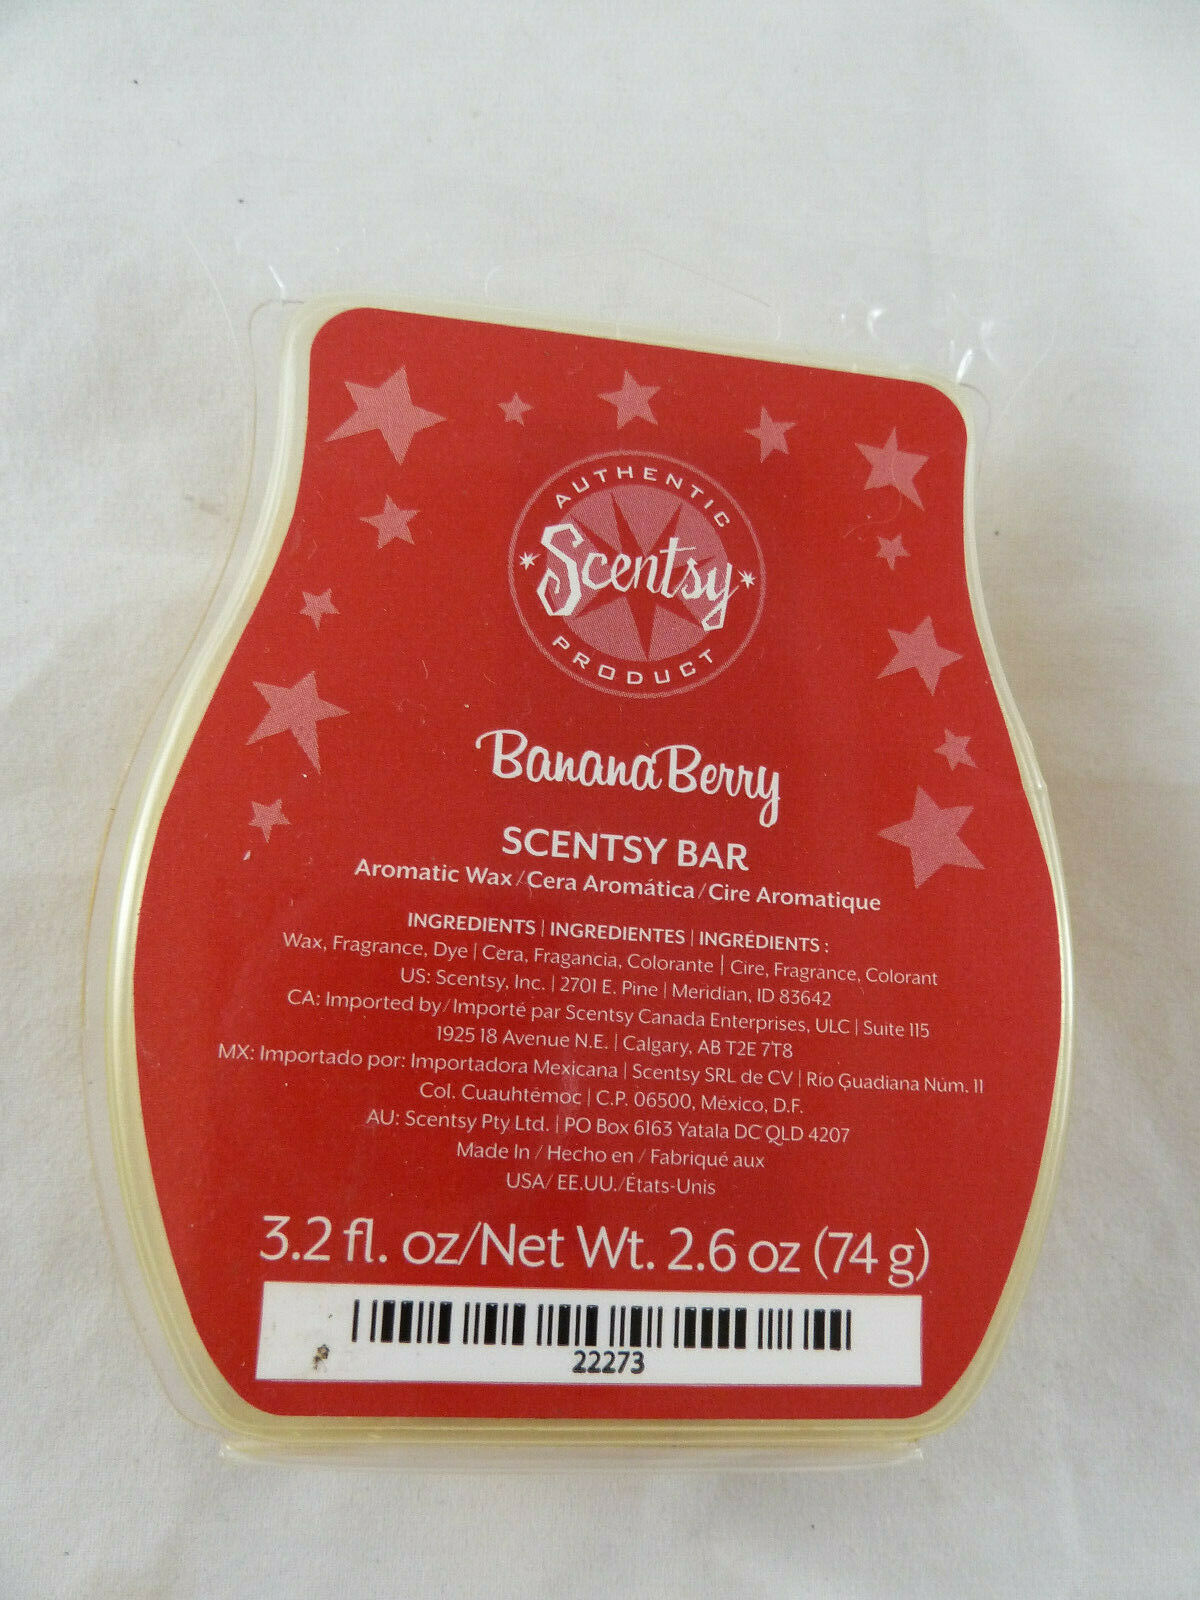 AUTHENTIC
Scentsy
PRODUCT
BananaBerry
SCENTSY BAR
Aromatic Wax/Cera Aromática/Cire Aromatique
INGREDIENTS | INGREDIENTES | INGRÉDIENTS :
Wax, Fragrance, Dye | Cera, Fragancia, Colorante | Cire, Fragrance, Colorant
US: Scentsy, Inc. | 2701 E. Pine | Meridian, ID 83642
CA: Imported by/Importé par Scentsy Canada Enterprises, ULC | Suite 115
1925 18 Avenue N.E. | Calgary, AB T2E 7T8
MX: Importado por: Importadora Mexicana | Scentsy SRL de CV | Rio Guadiana Núm. 11
Col. Cuauhtémoc | C.P. 06500, México, D.F.
AU: Scentsy Pty Ltd. | PO Box 6163 Yatala DC QLD 4207
Made In / Hecho en / Fabriqué aux
USA/ EE.UU./États-Unis
3.2 fl. oz/Net Wt. 2.6 oz (74 g)
22273